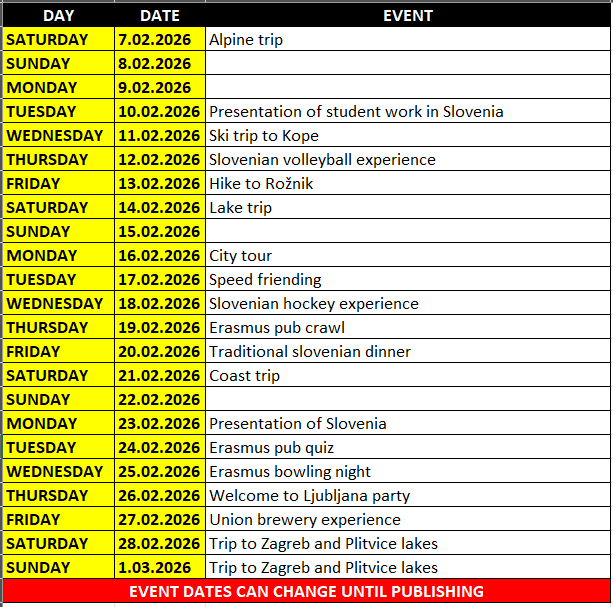 DAY DATE EVENT
SATURDAY 7.02.2026 Alpine trip
SUNDAY 8.02.2026
MONDAY 9.02.2026
TUESDAY 10.02.2026 Presentation of student work in Slovenia
WEDNESDAY 11.02.2026 Ski trip to Kope
THURSDAY 12.02.2026 Slovenian volleyball experience
FRIDAY 13.02.2026 Hike to Rožnik
SATURDAY 14.02.2026 Lake trip
SUNDAY 15.02.2026
MONDAY 16.02.2026 City tour
TUESDAY 17.02.2026 Speed friending
WEDNESDAY 18.02.2026 Slovenian hockey experience
THURSDAY 19.02.2026 Erasmus pub crawl
FRIDAY 20.02.2026 Traditional slovenian dinner
SATURDAY 21.02.2026 Coast trip
SUNDAY 22.02.2026
MONDAY 23.02.2026 Presentation of Slovenia
TUESDAY 24.02.2026 Erasmus pub quiz
WEDNESDAY 25.02.2026 Erasmus bowling night
THURSDAY 26.02.2026 Welcome to Ljubljana party
FRIDAY 27.02.2026 Union brewery experience
SATURDAY 28.02.2026 Trip to Zagreb and Plitvice lakes
SUNDAY 1.03.2026 Trip to Zagreb and Plitvice lakes
EVENT DATES CAN CHANGE UNTIL PUBLISHING